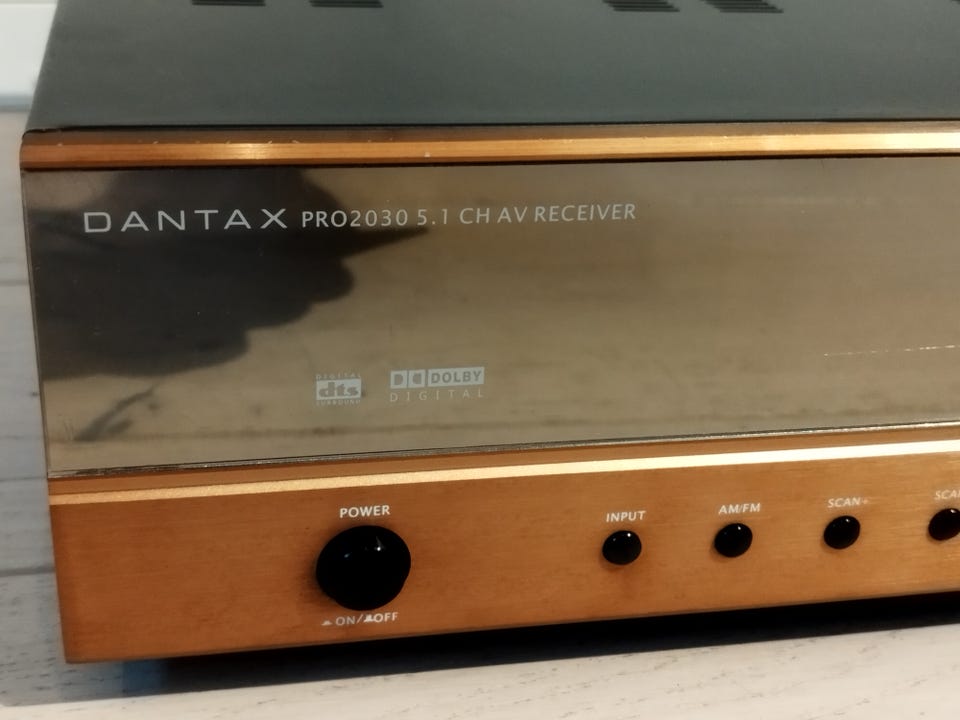 DANTAX PRO2030 5.1 CH AV RECEIVER
DIGITAL
dts
SURROUND
DOLBY
DIGITAL
POWER
ON/OFF
INPUT
AM/FM
SCAN+